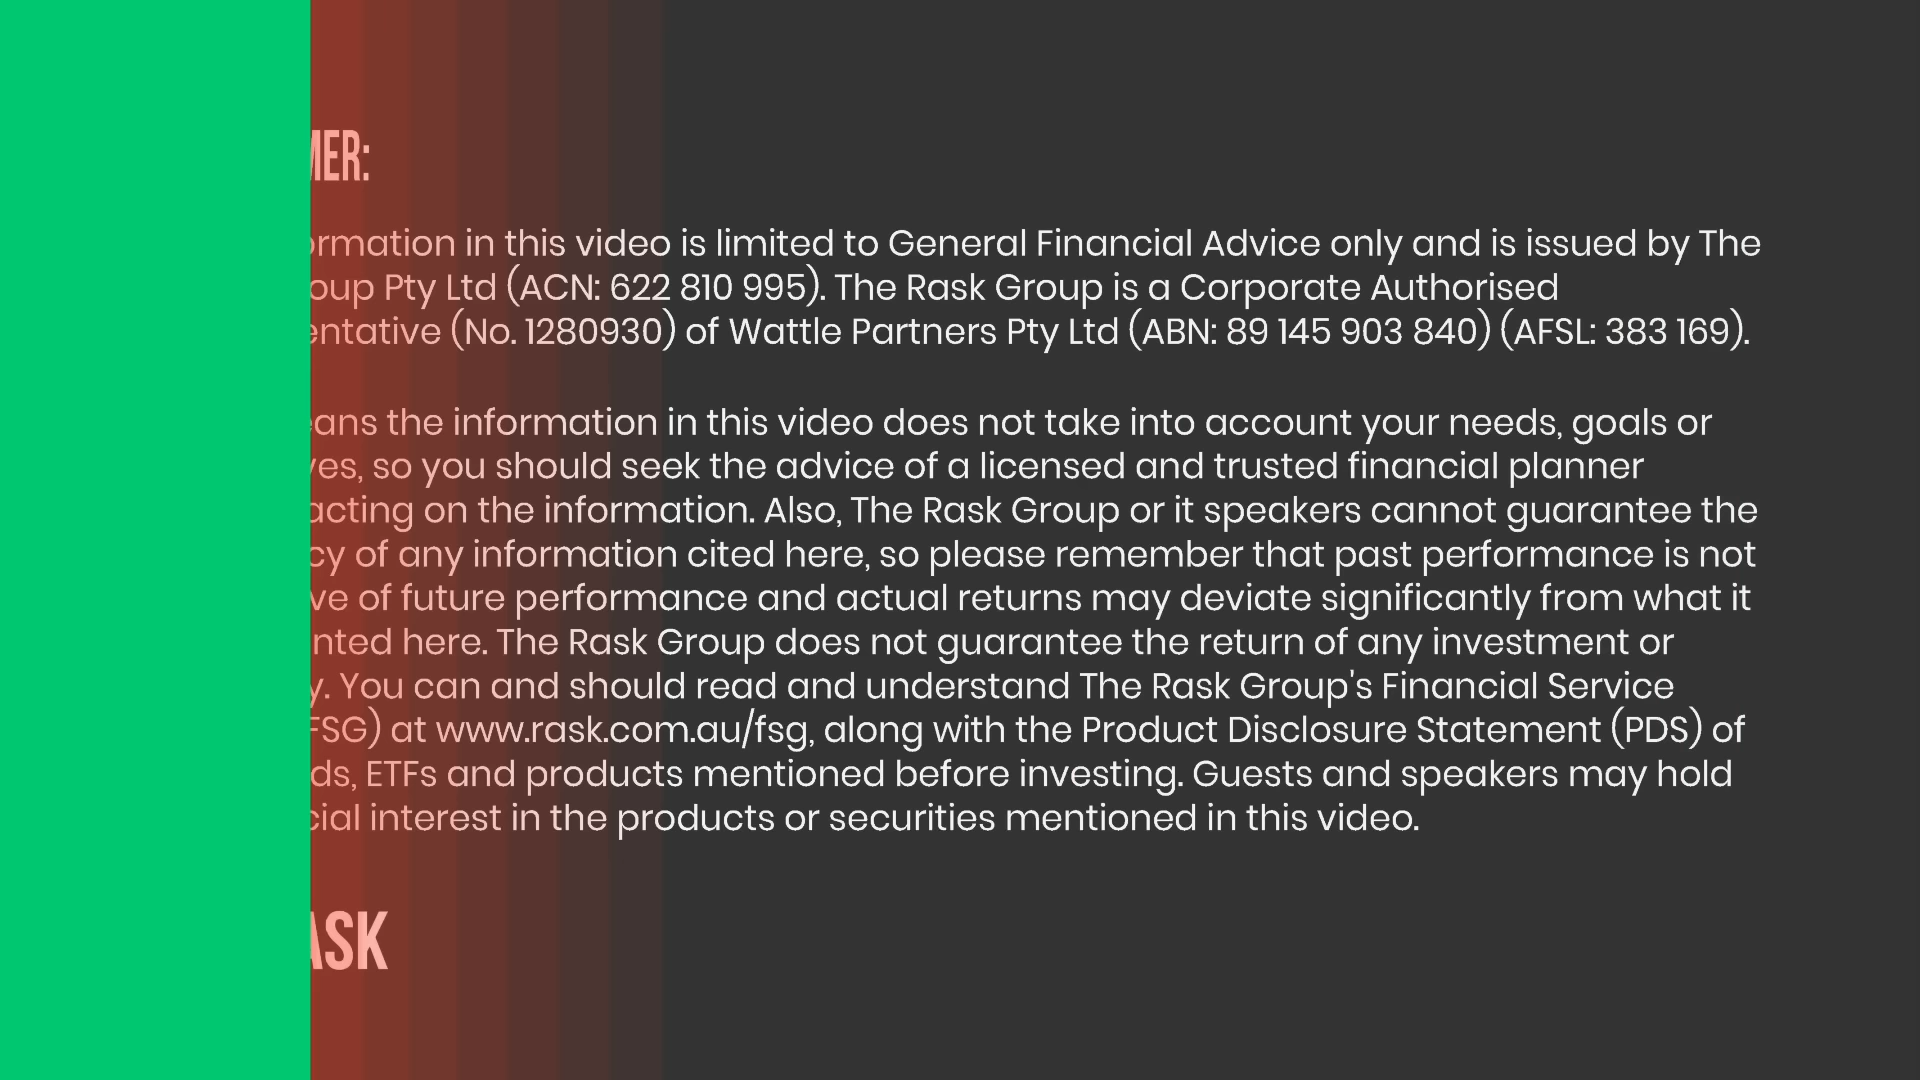 MER:
ormation in this video is limited to General Financial Advice only and is issued by The
oup Pty Ltd (ACN: 622 810 995). The Rask Group is a Corporate Authorised
entative (No. 1280930) of Wattle Partners Pty Ltd (ABN: 89 145 903 840) (AFSL: 383 169).
eans the information in this video does not take into account your needs, goals or
ves, so you should seek the advice of a licensed and trusted financial planner
acting on the information. Also, The Rask Group or it speakers cannot guarantee the
cy of any information cited here, so please remember that past performance is not
ve of future performance and actual returns may deviate significantly from what it
nted here. The Rask Group does not guarantee the return of any investment or
y. You can and should read and understand The Rask Group's Financial Service
FSG) at www.rask.com.au/fsg, along with the Product Disclosure Statement (PDS) of
ds, ETFs and products mentioned before investing. Guests and speakers may hold
cial interest in the products or securities mentioned in this video.
ASK